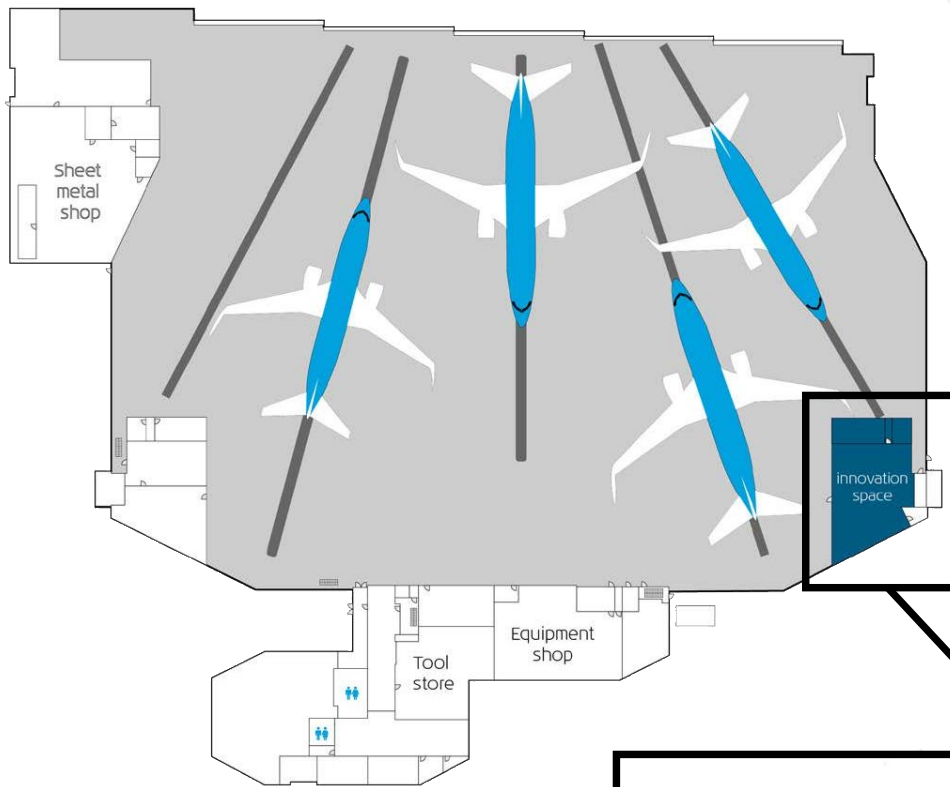 Sheet
metal
shop
innovation
space
Equipment
shop
Tool
store